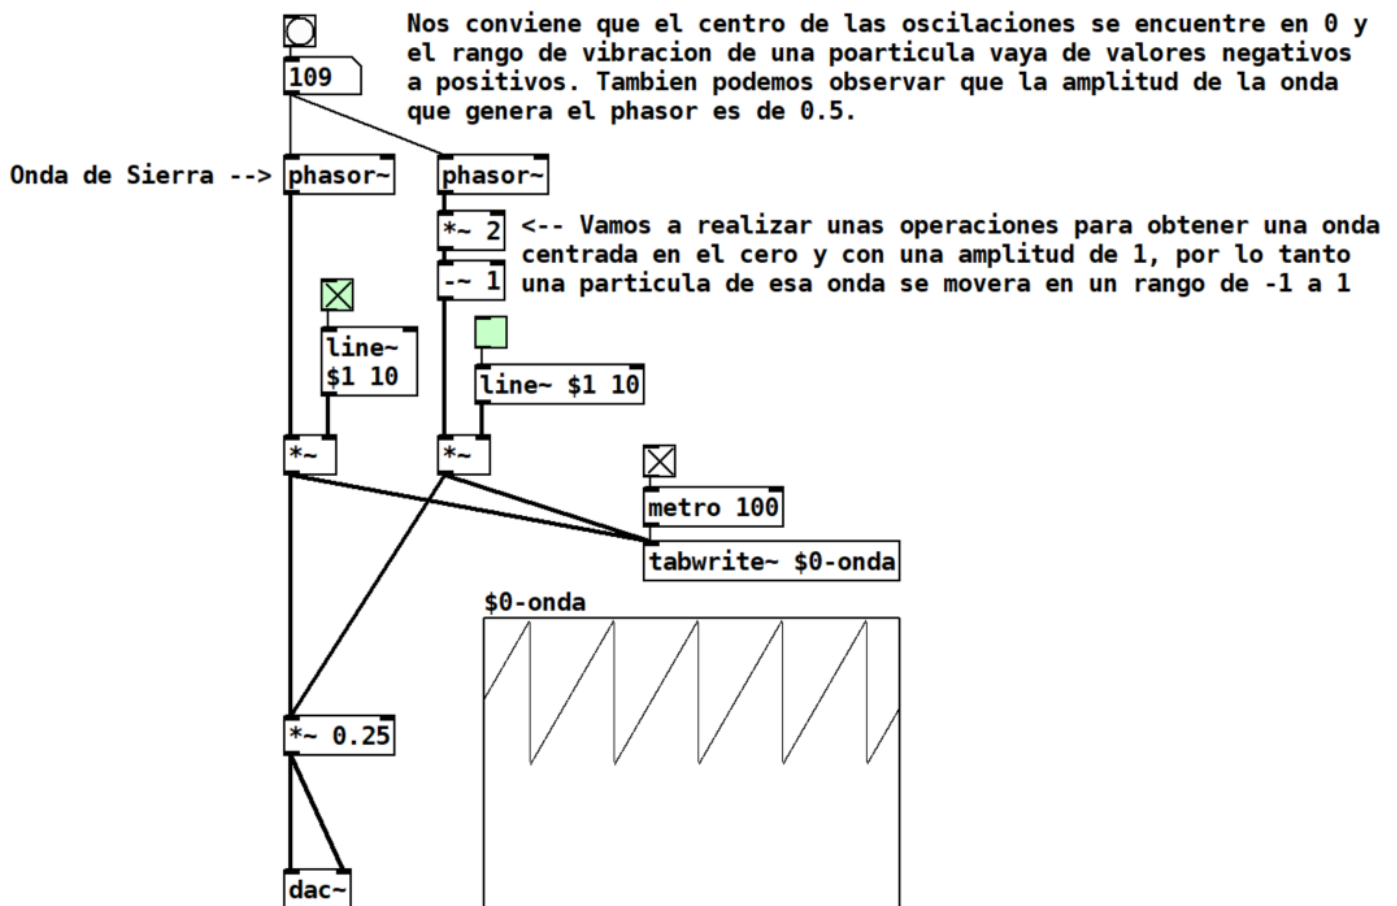 Nos conviene que el centro de las oscilaciones se encuentre en 0 y
el rango de vibracion de una poarticula vaya de valores negativos
a positivos. Tambien podemos observar que la amplitud de la onda
que genera el phasor es de 0.5.
109
Onda de Sierra -->
phasor~
phasor~
*~ 2
-~ 1
<-- Vamos a realizar unas operaciones para obtener una onda
centrada en el cero y con una amplitud de 1, por lo tanto
una particula de esa onda se movera en un rango de -1 a 1
line~
$1 10
line~ $1 10
*~
*~
metro 100
tabwrite~ $0-onda
$0-onda
*~ 0.25
dac~